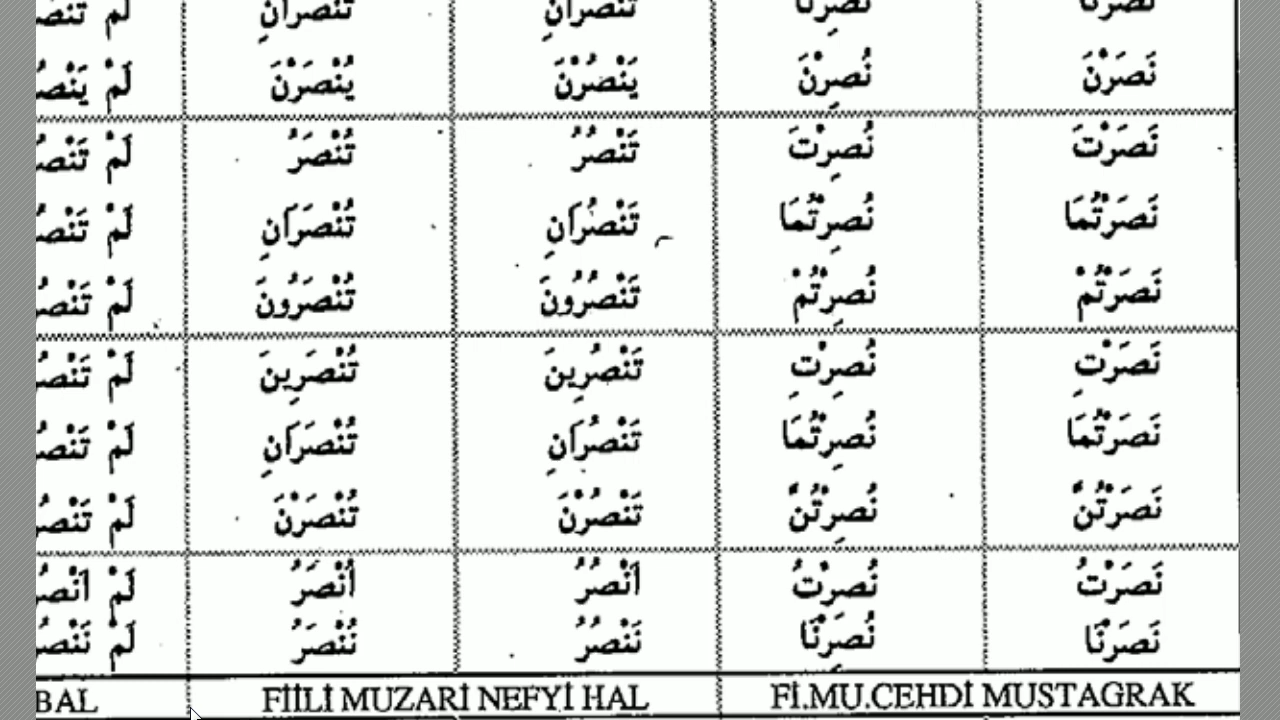 نَصَرَتَا نُصِرَتَا تَنْصُرَانِ تُنْصَرَانِ لَمْ
نَصَرْنَ نُصِرْنَ يَنْصُرْنَ يُنْصَرْنَ لَمْ
نَصَرْتَ نُصِرْتَ تَنْصُرُ تُنْصَرُ لَمْ
نَصَرْتُمَا نُصِرْتُمَا تَنْصُرَانِ تُنْصَرَانِ لَمْ
نَصَرْتُمْ نُصِرْتُمْ تَنْصُرُونَ تُنْصَرُونَ لَمْ
نَصَرْتِ نُصِرْتِ تَنْصُرِينَ تُنْصَرِينَ لَمْ
نَصَرْتُمَا نُصِرْتُمَا تَنْصُرَانِ تُنْصَرَانِ لَمْ
نَصَرْتُنَّ نُصِرْتُنَّ تَنْصُرْنَ تُنْصَرْنَ لَمْ
نَصَرْتُ نُصِرْتُ اَنْصُرُ اُنْصَرُ لَمْ
نَصَرْنَا نُصِرْنَا نَنْصُرُ نُنْصَرُ لَمْ
BAL FİİLİ MUZARİ NEFYİ HAL Fİ.MU.CEHDİ MUSTAGRAK